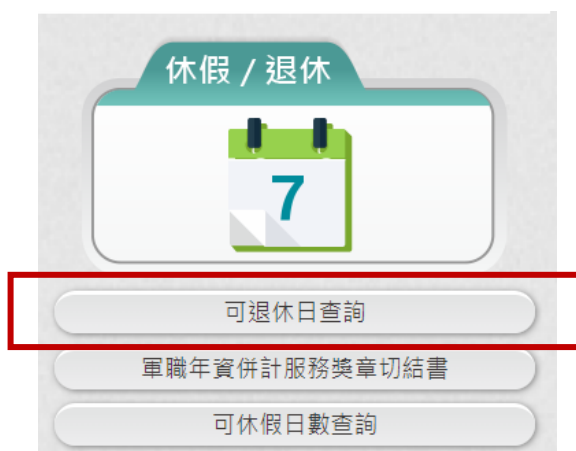 休假 / 退休
7
可退休日查詢
軍職年資併計服務獎章切結書
可休假日數查詢